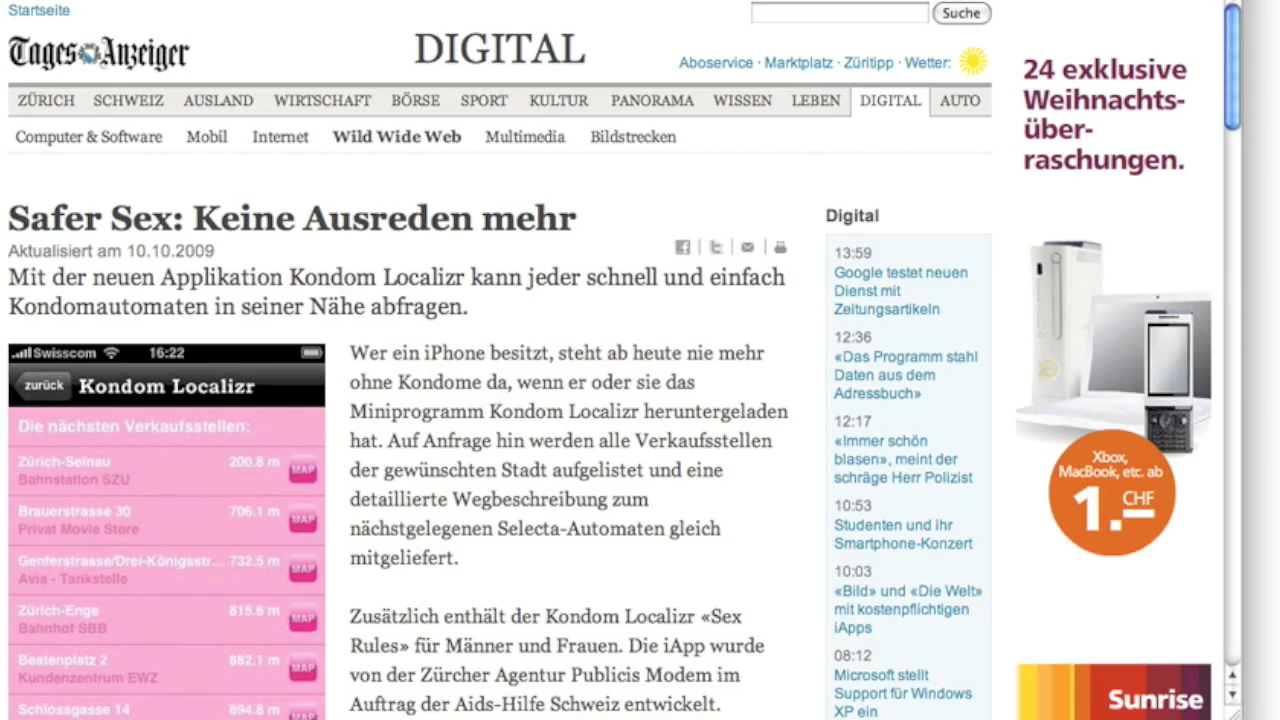 Startseite
Suche
Tages Anzeiger
DIGITAL
Aboservice · Marktplatz · Züritipp · Wetter:
ZÜRICH SCHWEIZ AUSLAND WIRTSCHAFT BÖRSE SPORT KULTUR PANORAMA WISSEN LEBEN DIGITAL AUTO
Computer & Software Mobil Internet Wild Wide Web Multimedia Bildstrecken
Safer Sex: Keine Ausreden mehr
Aktualisiert am 10.10.2009
Mit der neuen Applikation Kondom Localizr kann jeder schnell und einfach
Kondomautomaten in seiner Nähe abfragen.
Swisscom 16:22
zurück Kondom Localizr
Die nächsten Verkaufsstellen:
Zürich-Selnau 200.8 m MAP
Bahnstation SZU
Brauerstrasse 30 706.1 m MAP
Privat Movie Store
Genferstrasse/Drei-Königsstr... 732.5 m MAP
Avia - Tankstelle
Zürich-Enge 815.6 m MAP
Bahnhof SBB
Beatenplatz 2 882.1 m MAP
Kundenzentrum EWZ
Schlossgasse 14 894.8 m MAP
Wer ein iPhone besitzt, steht ab heute nie mehr
ohne Kondome da, wenn er oder sie das
Miniprogramm Kondom Localizr heruntergeladen
hat. Auf Anfrage hin werden alle Verkaufsstellen
der gewünschten Stadt aufgelistet und eine
detaillierte Wegbeschreibung zum
nächstgelegenen Selecta-Automaten gleich
mitgeliefert.
Zusätzlich enthält der Kondom Localizr «Sex
Rules» für Männer und Frauen. Die iApp wurde
von der Zürcher Agentur Publicis Modem im
Auftrag der Aids-Hilfe Schweiz entwickelt.
Digital
13:59
Google testet neuen
Dienst mit
Zeitungsartikeln
12:36
«Das Programm stahl
Daten aus dem
Adressbuch»
12:17
«Immer schön
blasen», meint der
schräge Herr Polizist
10:53
Studenten und ihr
Smartphone-Konzert
10:03
«Bild» und «Die Welt»
mit kostenpflichtigen
iApps
08:12
Microsoft stellt
Support für Windows
XP ein
24 exklusive
Weihnachts-
über-
raschungen.
Xbox,
MacBook, etc. ab
1.– CHF
Sunrise